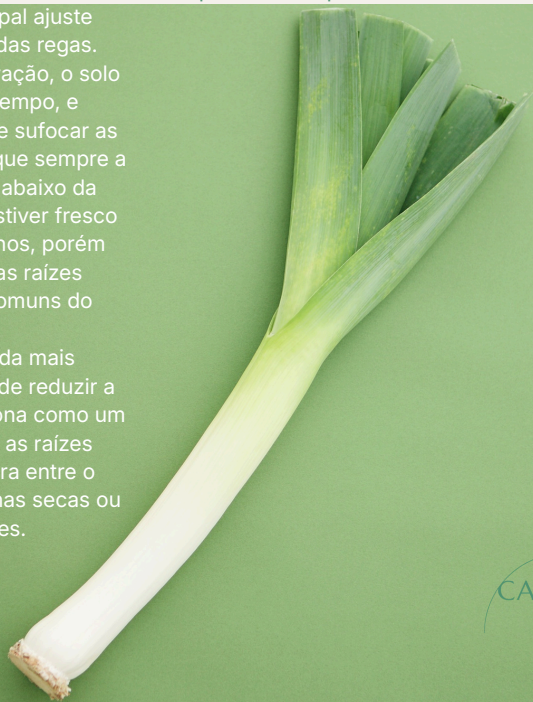 pal ajuste
das regas.
ração, o solo
empo, e
e sufocar as
que sempre a
abaixo da
stiver fresco
nos, porém
as raízes
omuns do
da mais
de reduzir a
ona como um
as raízes
ra entre o
nas secas ou
es.
CA